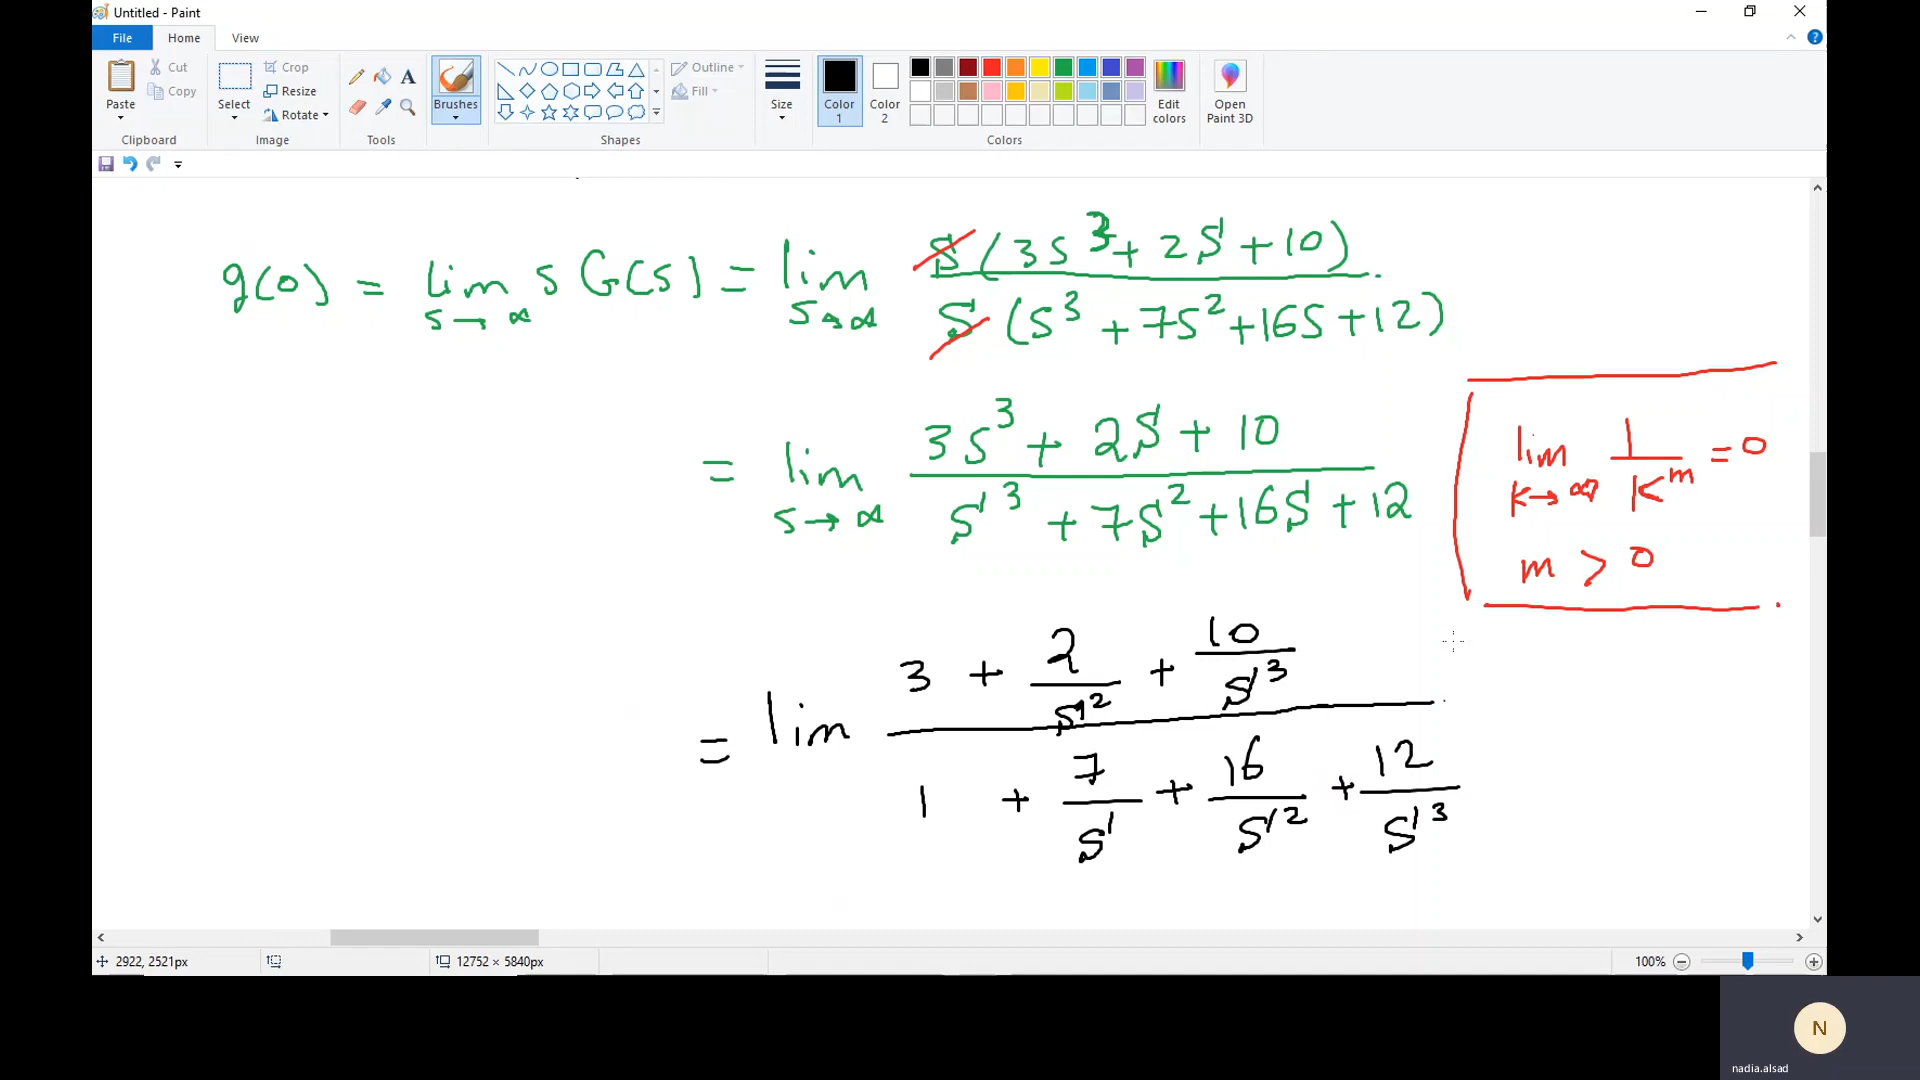 Untitled - Paint
File Home View
Paste Cut Copy Select Crop Resize Rotate A Brushes Outline Fill Size Color 1 Color 2 Edit colors Open Paint 3D
Clipboard Image Tools Shapes Colors
g(0) = lim s→∞ s G(s) = lim s→∞ s(3s³ + 2s + 10) / s(s³ + 7s² + 16s + 12)
= lim s→∞ (3s³ + 2s + 10) / (s³ + 7s² + 16s + 12)
lim k→∞ 1/k^m = 0
m > 0
= lim (3 + 2/s² + 10/s³) / (1 + 7/s + 16/s² + 12/s³)
2922, 2521px 12752 × 5840px 100%
N
nadia.alsad